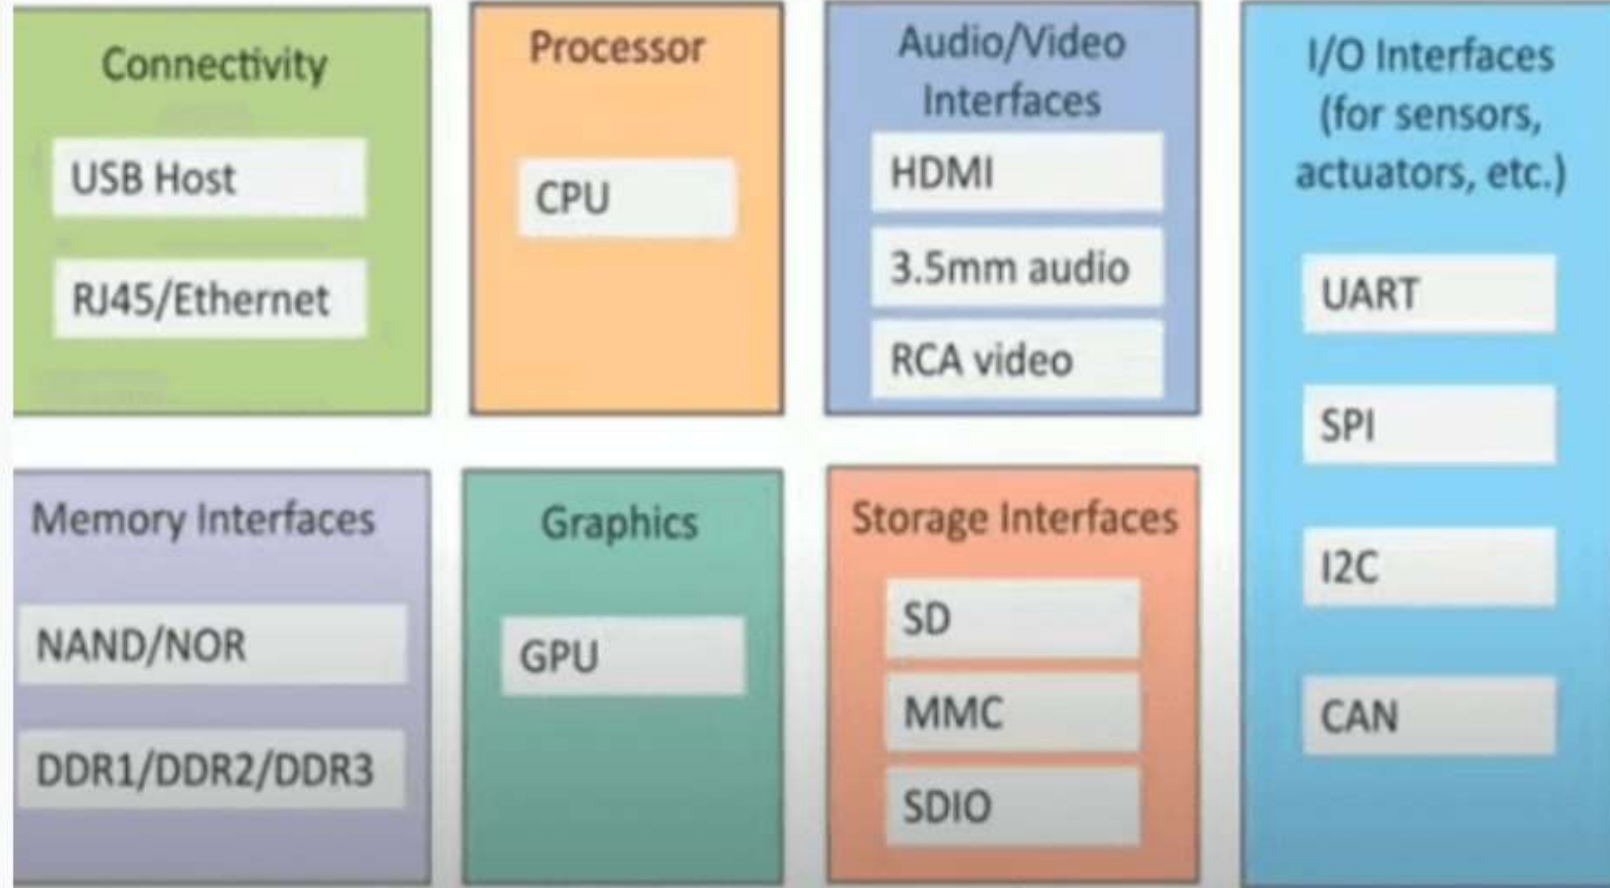 Connectivity
USB Host
RJ45/Ethernet
Processor
CPU
Audio/Video
Interfaces
HDMI
3.5mm audio
RCA video
I/O Interfaces
(for sensors,
actuators, etc.)
UART
SPI
I2C
CAN
Memory Interfaces
NAND/NOR
DDR1/DDR2/DDR3
Graphics
GPU
Storage Interfaces
SD
MMC
SDIO